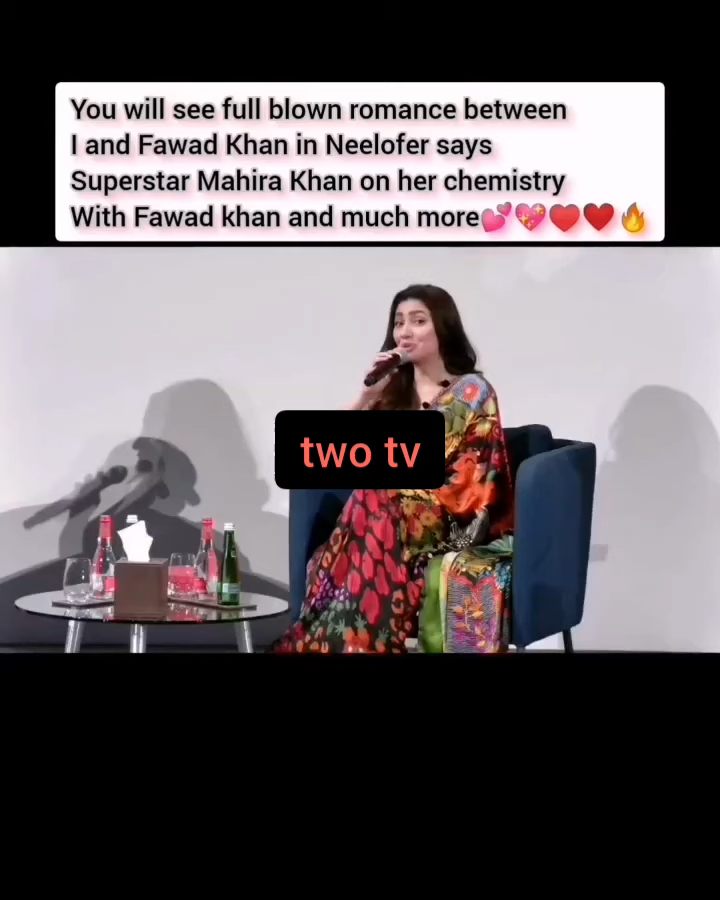 You will see full blown romance between
I and Fawad Khan in Neelofer says
Superstar Mahira Khan on her chemistry
With Fawad khan and much more💕💖♥️❤️🔥
two tv